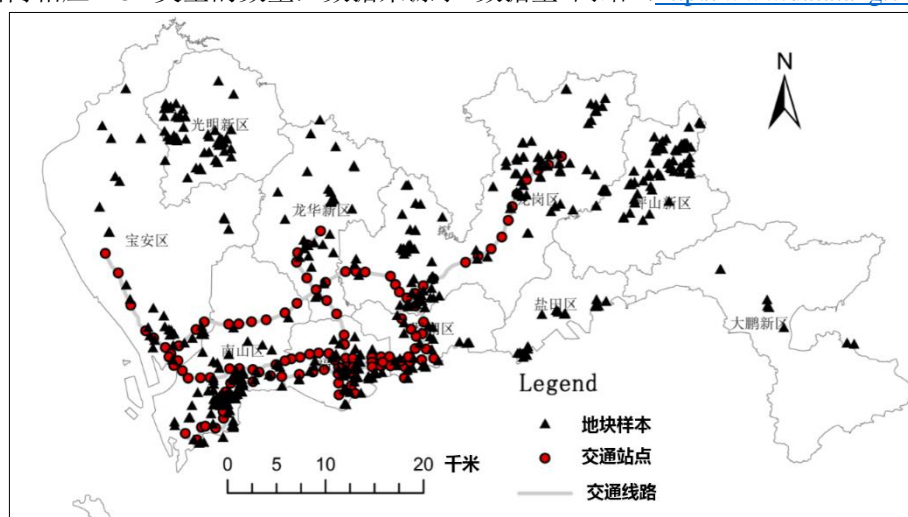 N
光明新区
龙华新区
龙岗区
坪山新区
宝安区
盐田区
大鹏新区
南山区
Legend
地块样本
交通站点
交通线路
0 5 10 20 千米